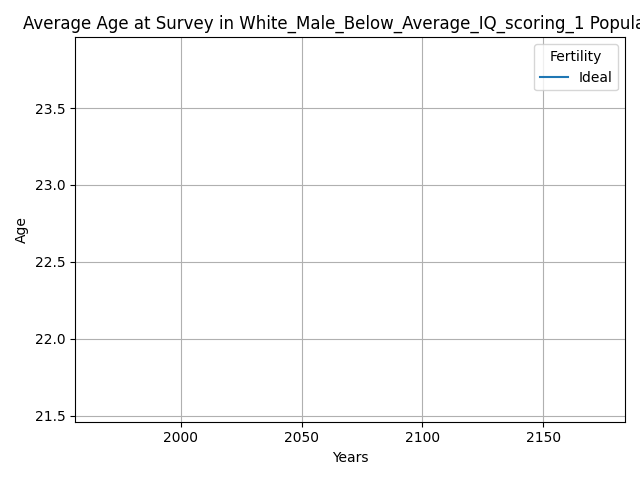 Average Age at Survey in White_Male_Below_Average_IQ_scoring_1 Popula
Fertility
Ideal
23.5
23.0
22.5
22.0
21.5
Age
2000 2050 2100 2150
Years